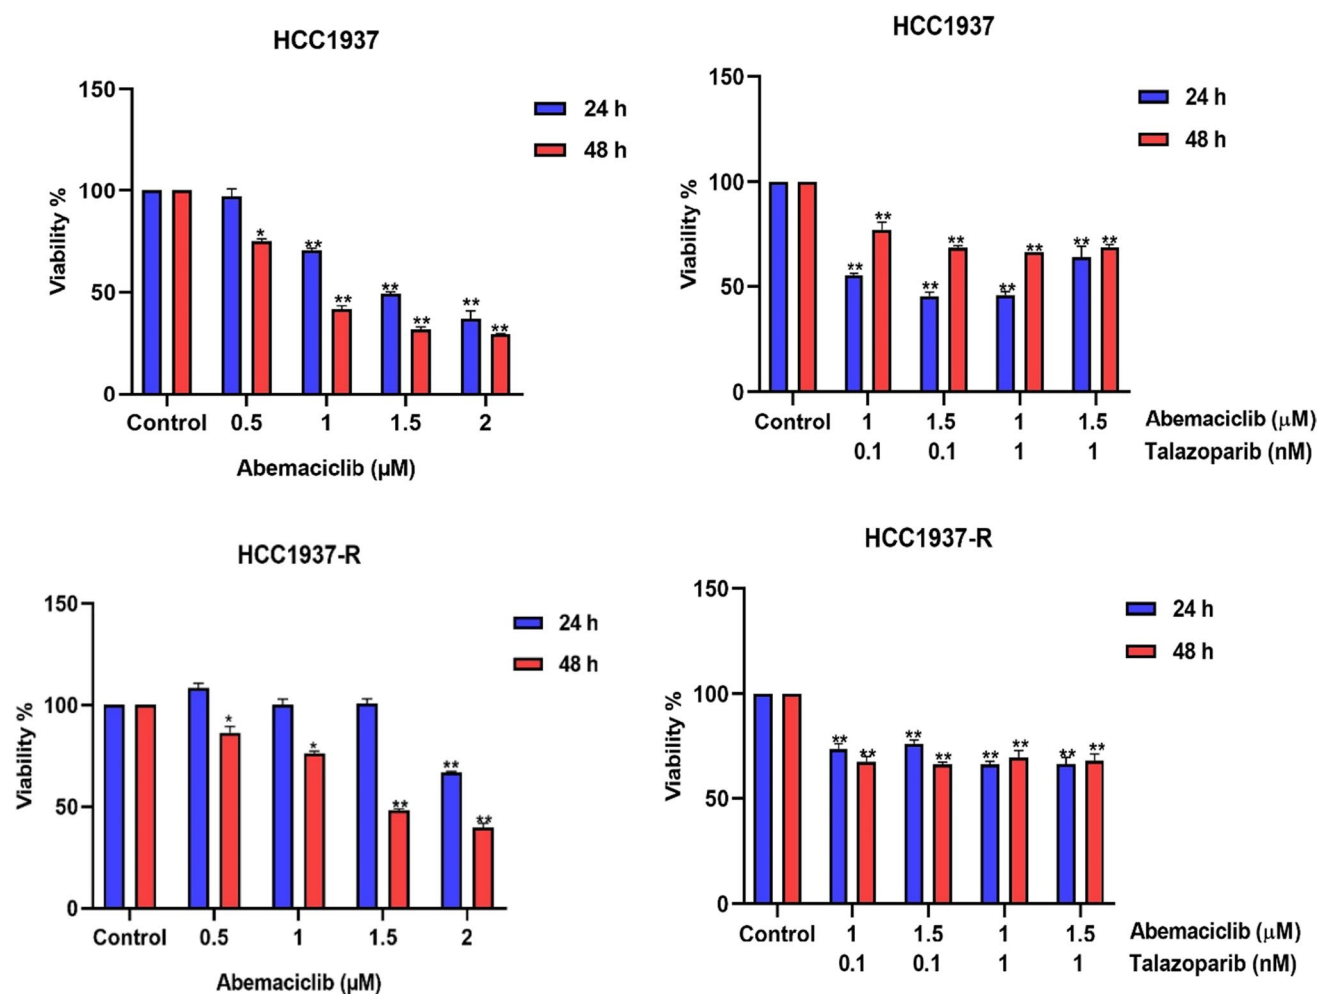 HCC1937
150
100
50
0
Viability %
24 h
48 h
*
**
**
**
**
**
**
Control 0.5 1 1.5 2
Abemaciclib (µM)
HCC1937
150
100
50
0
Viability %
24 h
48 h
**
**
**
**
**
**
**
**
Control 1 1.5 1 1.5 Abemaciclib (µM)
0.1 0.1 1 1 Talazoparib (nM)
HCC1937-R
150
100
50
0
Viability %
24 h
48 h
*
*
**
**
**
Control 0.5 1 1.5 2
Abemaciclib (µM)
HCC1937-R
150
100
50
0
Viability %
24 h
48 h
**
**
**
**
**
**
**
**
Control 1 1.5 1 1.5 Abemaciclib (µM)
0.1 0.1 1 1 Talazoparib (nM)